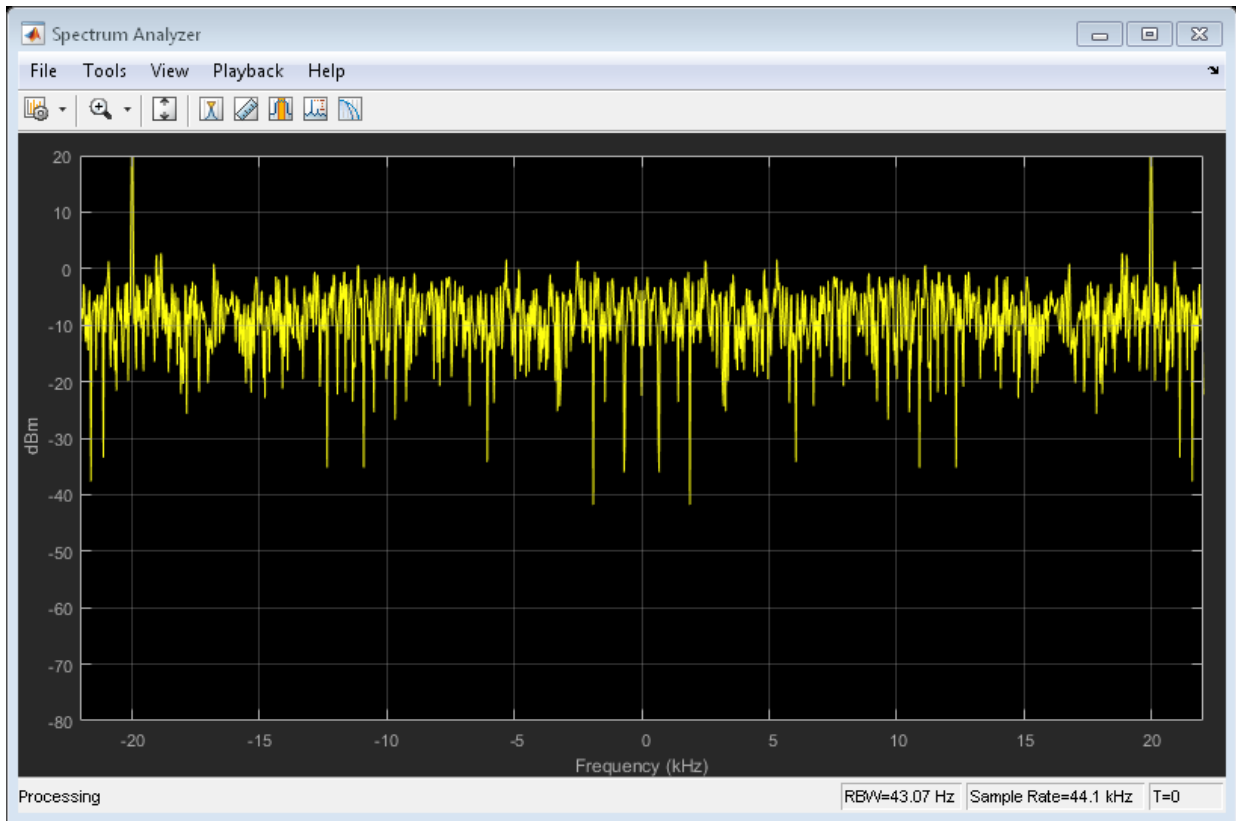 Spectrum Analyzer
File Tools View Playback Help
20
10
0
-10
-20
-30
-40
-50
-60
-70
-80
dBm
-20 -15 -10 -5 0 5 10 15 20
Frequency (kHz)
Processing RBW=43.07 Hz Sample Rate=44.1 kHz T=0